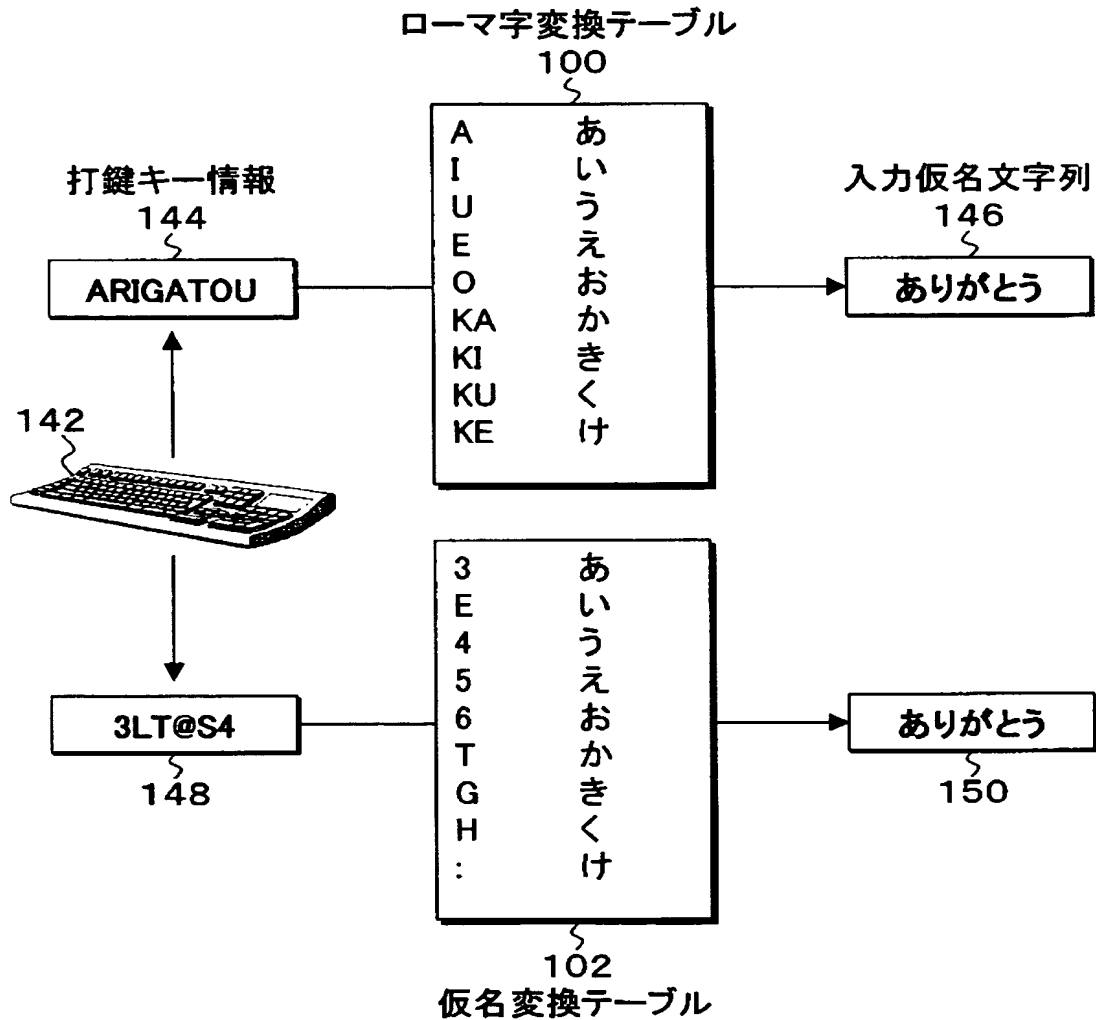 ローマ字変換テーブル
100
A あ
I い
U う
E え
O お
KA か
KI き
KU く
KE け
打鍵キー情報
144
ARIGATOU
入力仮名文字列
146
ありがとう
142
3 あ
E い
4 う
5 え
6 お
T か
G き
H く
: け
3LT@S4
148
ありがとう
150
102
仮名変換テーブル